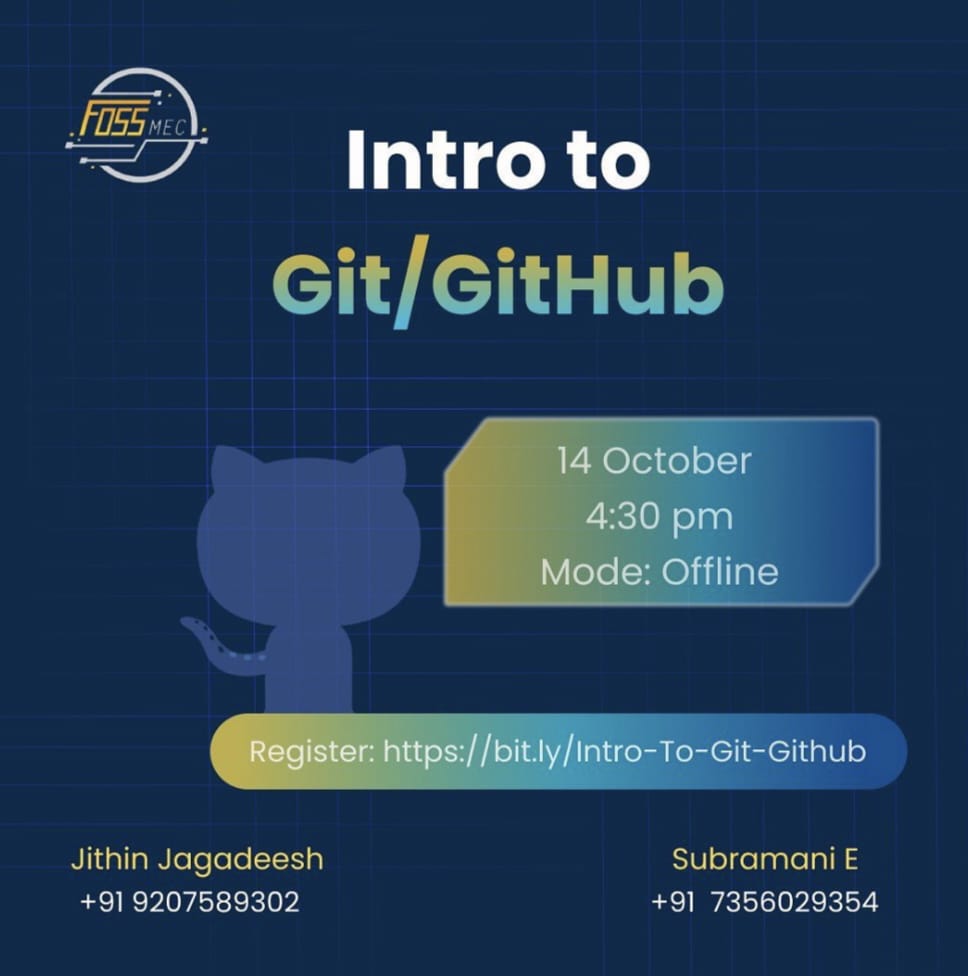 FOSS MEC
Intro to
Git/GitHub
14 October
4:30 pm
Mode: Offline
Register: https://bit.ly/Intro-To-Git-Github
Jithin Jagadeesh
+91 9207589302
Subramani E
+91 7356029354